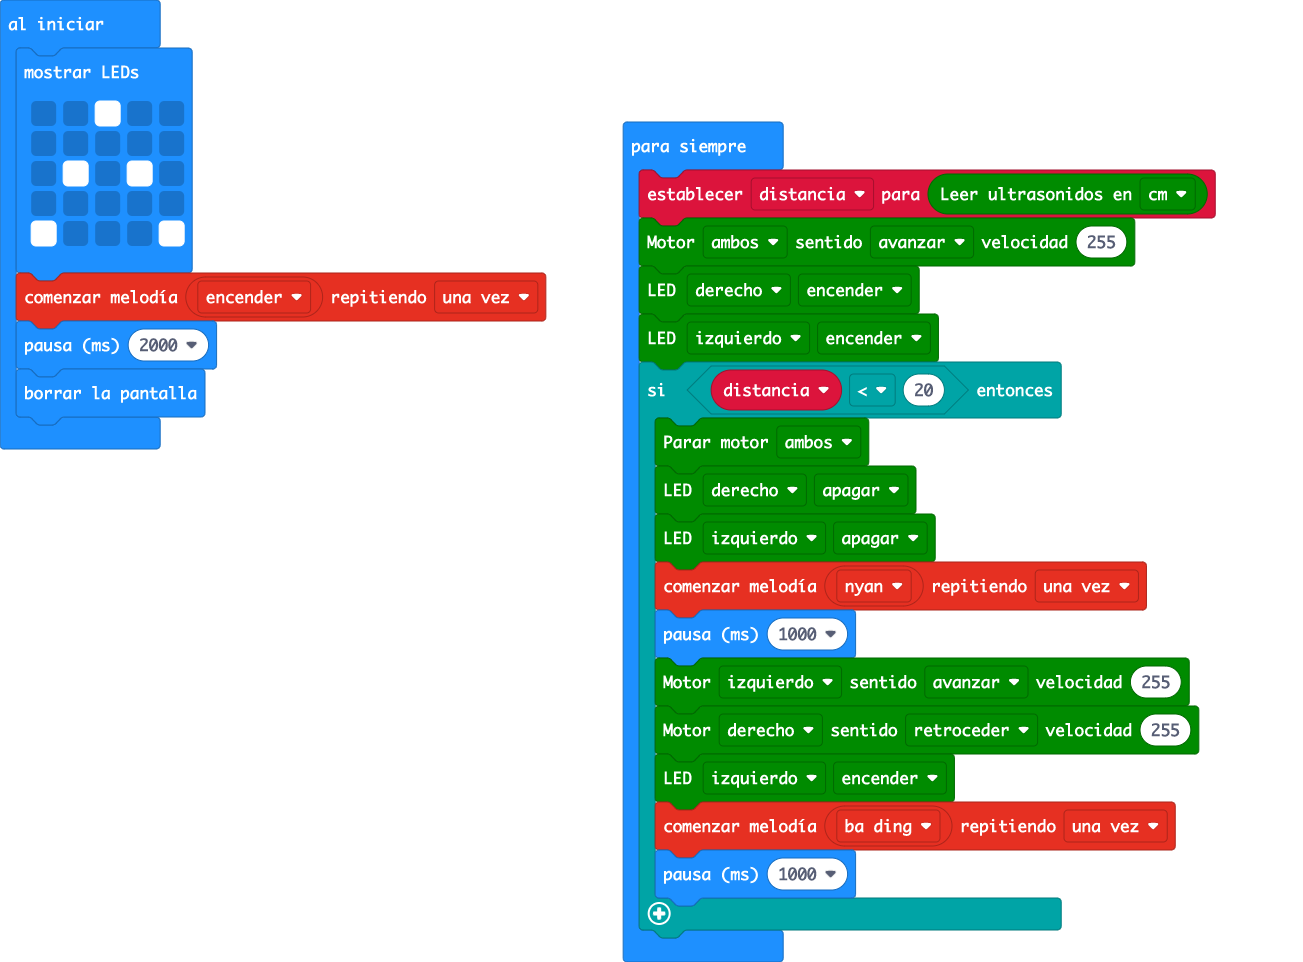 al iniciar
mostrar LEDs
comenzar melodía encender repitiendo una vez
pausa (ms) 2000
borrar la pantalla
para siempre
establecer distancia para Leer ultrasonidos en cm
Motor ambos sentido avanzar velocidad 255
LED derecho encender
LED izquierdo encender
si distancia < 20 entonces
Parar motor ambos
LED derecho apagar
LED izquierdo apagar
comenzar melodía nyan repitiendo una vez
pausa (ms) 1000
Motor izquierdo sentido avanzar velocidad 255
Motor derecho sentido retroceder velocidad 255
LED izquierdo encender
comenzar melodía ba ding repitiendo una vez
pausa (ms) 1000